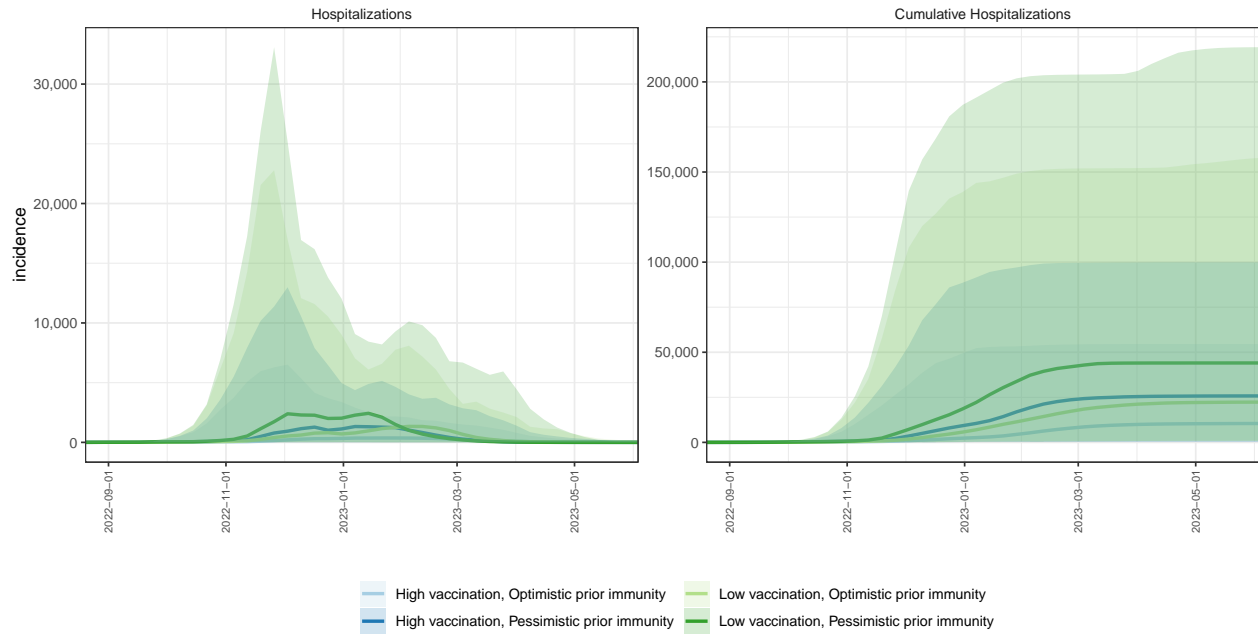 Hospitalizations
Cumulative Hospitalizations
incidence
30,000
20,000
10,000
0
200,000
150,000
100,000
50,000
0
2022−09−01
2022−11−01
2023−01−01
2023−03−01
2023−05−01
2022−09−01
2022−11−01
2023−01−01
2023−03−01
2023−05−01
High vaccination, Optimistic prior immunity
Low vaccination, Optimistic prior immunity
High vaccination, Pessimistic prior immunity
Low vaccination, Pessimistic prior immunity